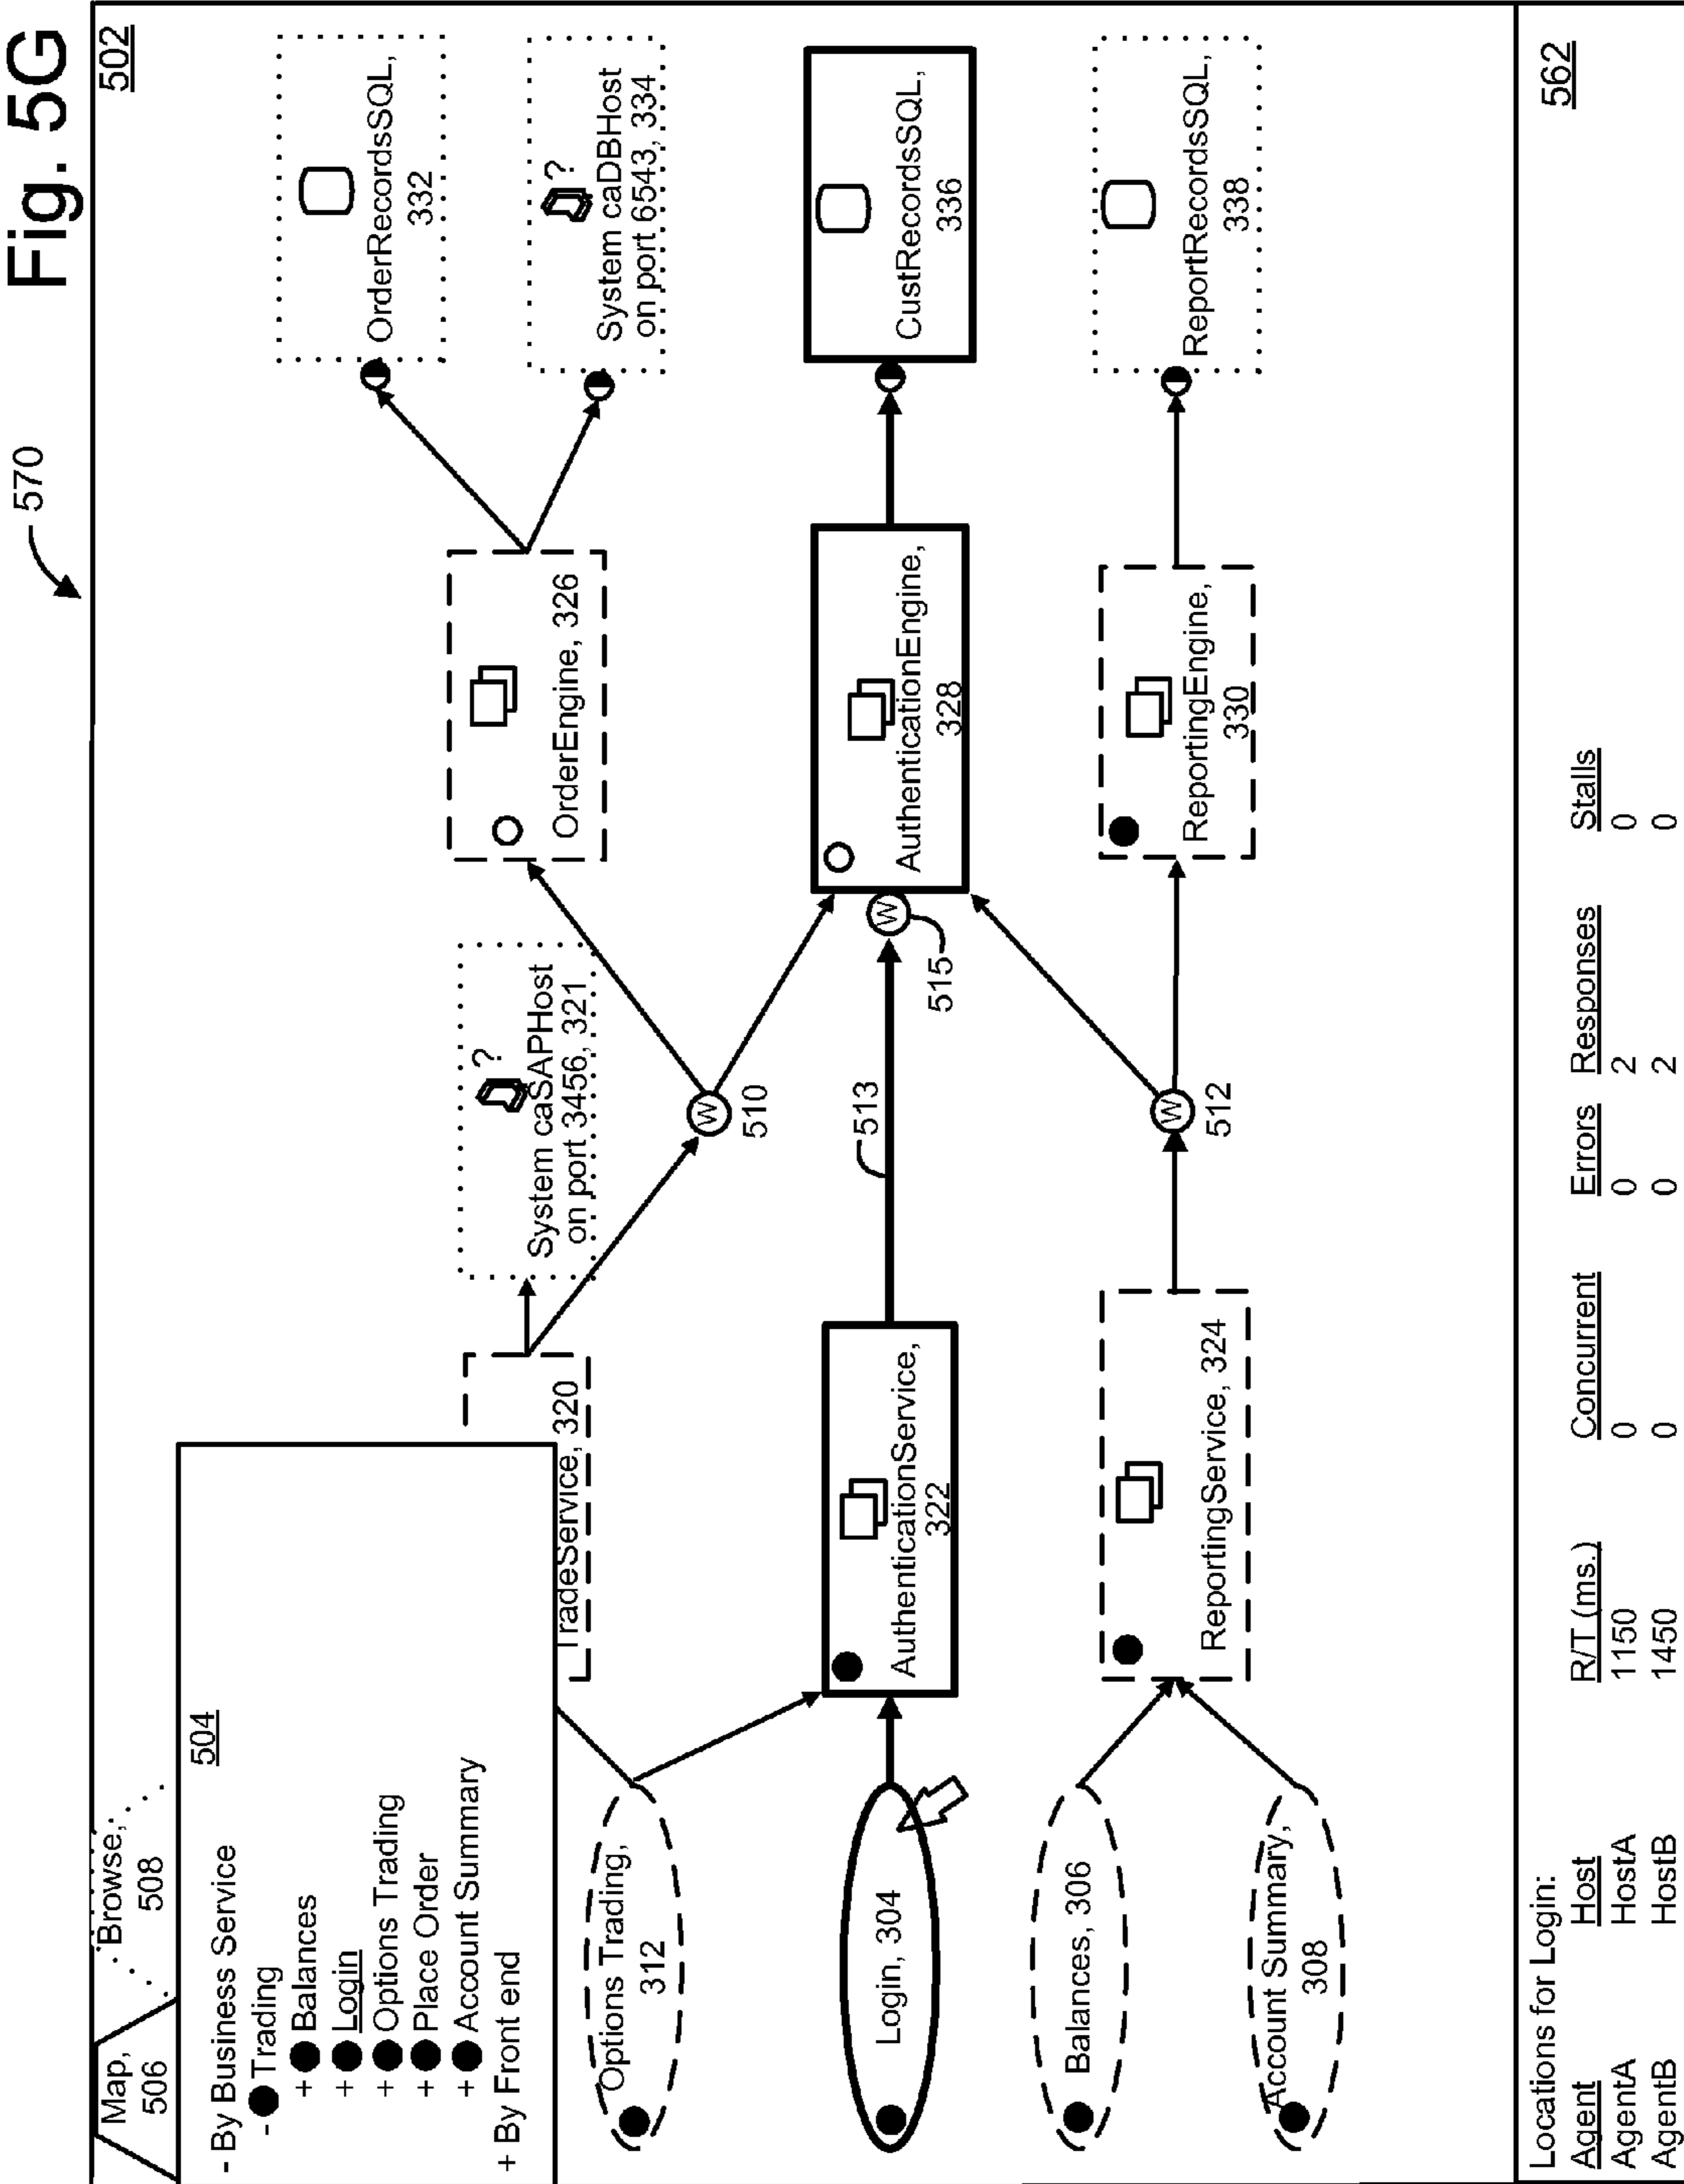 Fig. 5G
570
502
Map,
506
Browse,
508
504
- By Business Service
- Trading
+ Balances
+ Login
+ Options Trading
+ Place Order
+ Account Summary
+ By Front end
TradeService, 320
System caSAPHost
on port 3456, 321
?
OrderEngine, 326
OrderRecordsSQL,
332
?
System caDBHost
on port 6543, 334
Options Trading,
312
W
510
Login, 304
AuthenticationService,
322
513
W
515
AuthenticationEngine,
328
CustRecordsSQL,
336
Balances, 306
Account Summary,
308
ReportingService, 324
W
512
ReportingEngine,
330
ReportRecordsSQL,
338
562
Locations for Login:
Agent Host R/T (ms.) Concurrent Errors Responses Stalls
AgentA HostA 1150 0 0 2 0
AgentB HostB 1450 0 0 2 0